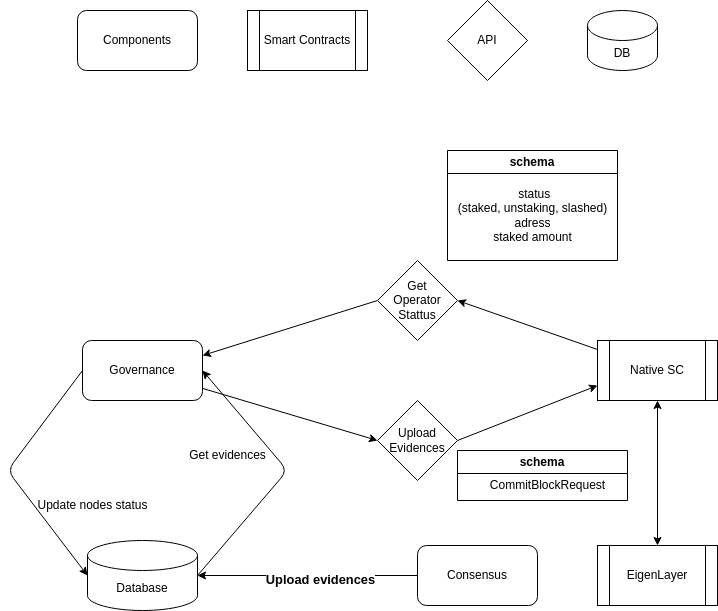 Components
Smart Contracts
API
DB
schema
status
(staked, unstaking, slashed)
adress
staked amount
Get
Operator
Stattus
Governance
Native SC
Upload
Evidences
Get evidences
schema
CommitBlockRequest
Update nodes status
Database
Upload evidences
Consensus
EigenLayer